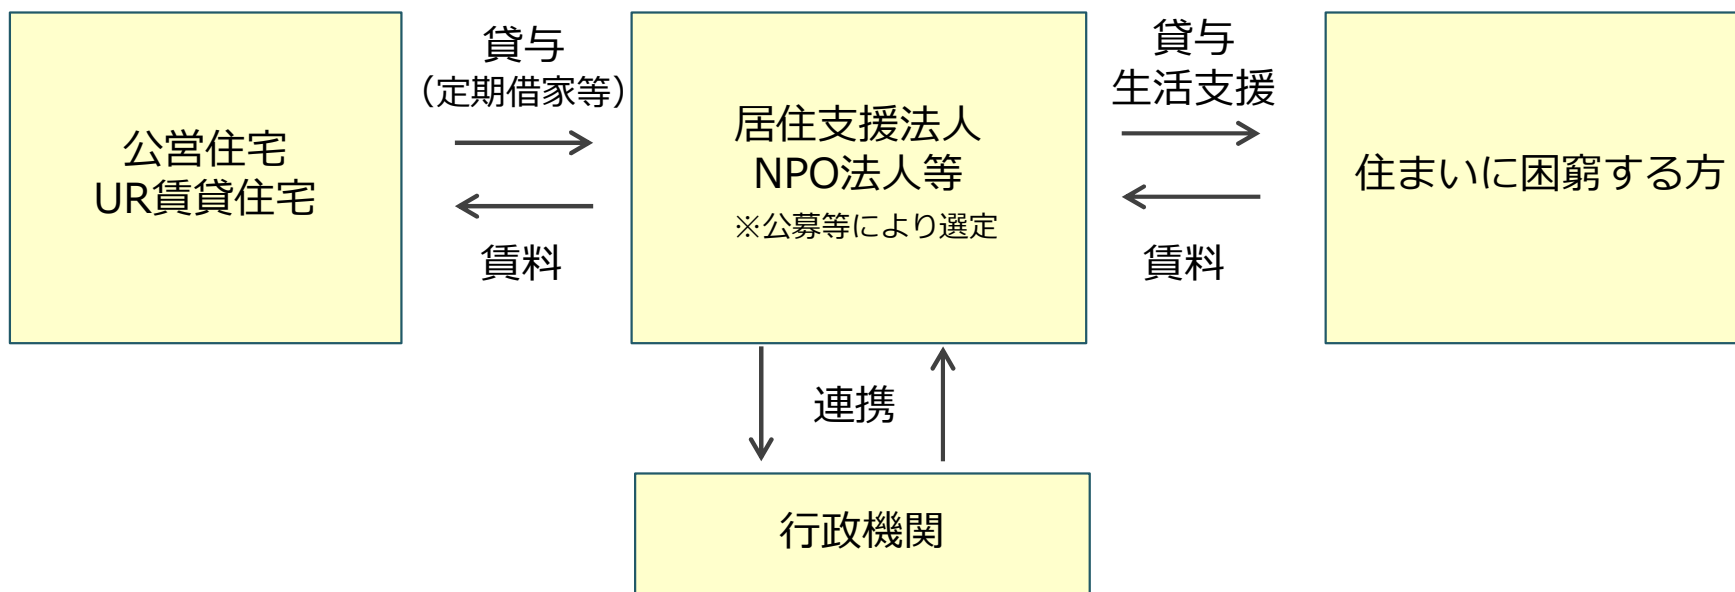 公営住宅
UR賃貸住宅
貸与
（定期借家等）
賃料
居住支援法人
NPO法人等
※公募等により選定
貸与
生活支援
賃料
住まいに困窮する方
連携
行政機関